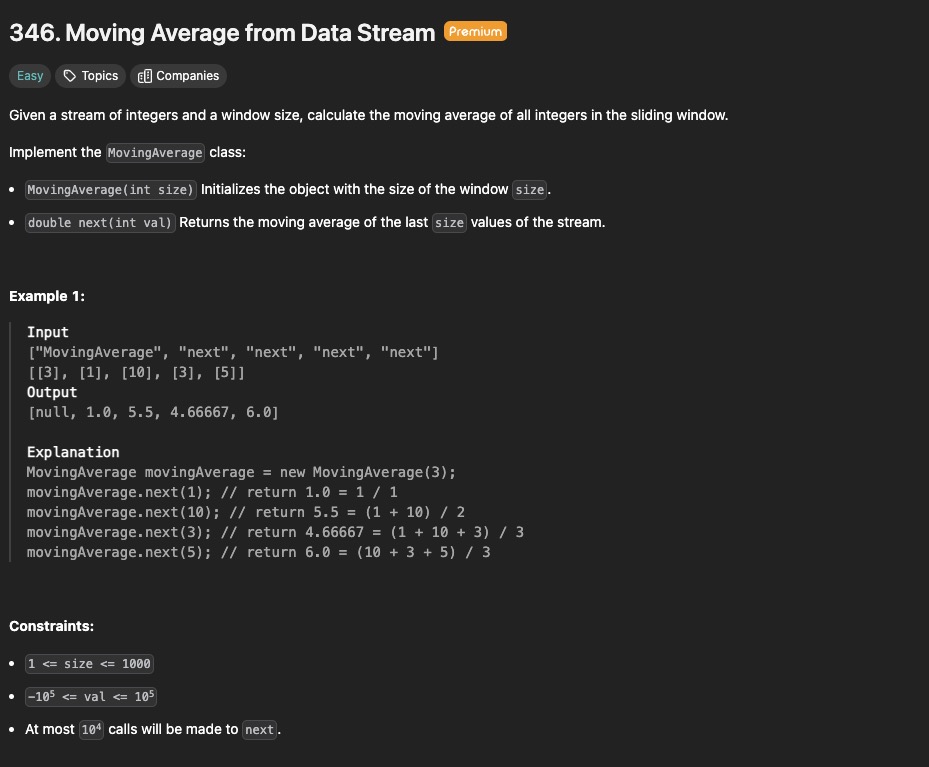 346. Moving Average from Data Stream Premium
Easy Topics Companies
Given a stream of integers and a window size, calculate the moving average of all integers in the sliding window.
Implement the MovingAverage class:
• MovingAverage(int size) Initializes the object with the size of the window size.
• double next(int val) Returns the moving average of the last size values of the stream.
Example 1:
Input
["MovingAverage", "next", "next", "next", "next"]
[[3], [1], [10], [3], [5]]
Output
[null, 1.0, 5.5, 4.66667, 6.0]
Explanation
MovingAverage movingAverage = new MovingAverage(3);
movingAverage.next(1); // return 1.0 = 1 / 1
movingAverage.next(10); // return 5.5 = (1 + 10) / 2
movingAverage.next(3); // return 4.66667 = (1 + 10 + 3) / 3
movingAverage.next(5); // return 6.0 = (10 + 3 + 5) / 3
Constraints:
• 1 <= size <= 1000
• -10⁵ <= val <= 10⁵
• At most 10⁴ calls will be made to next.